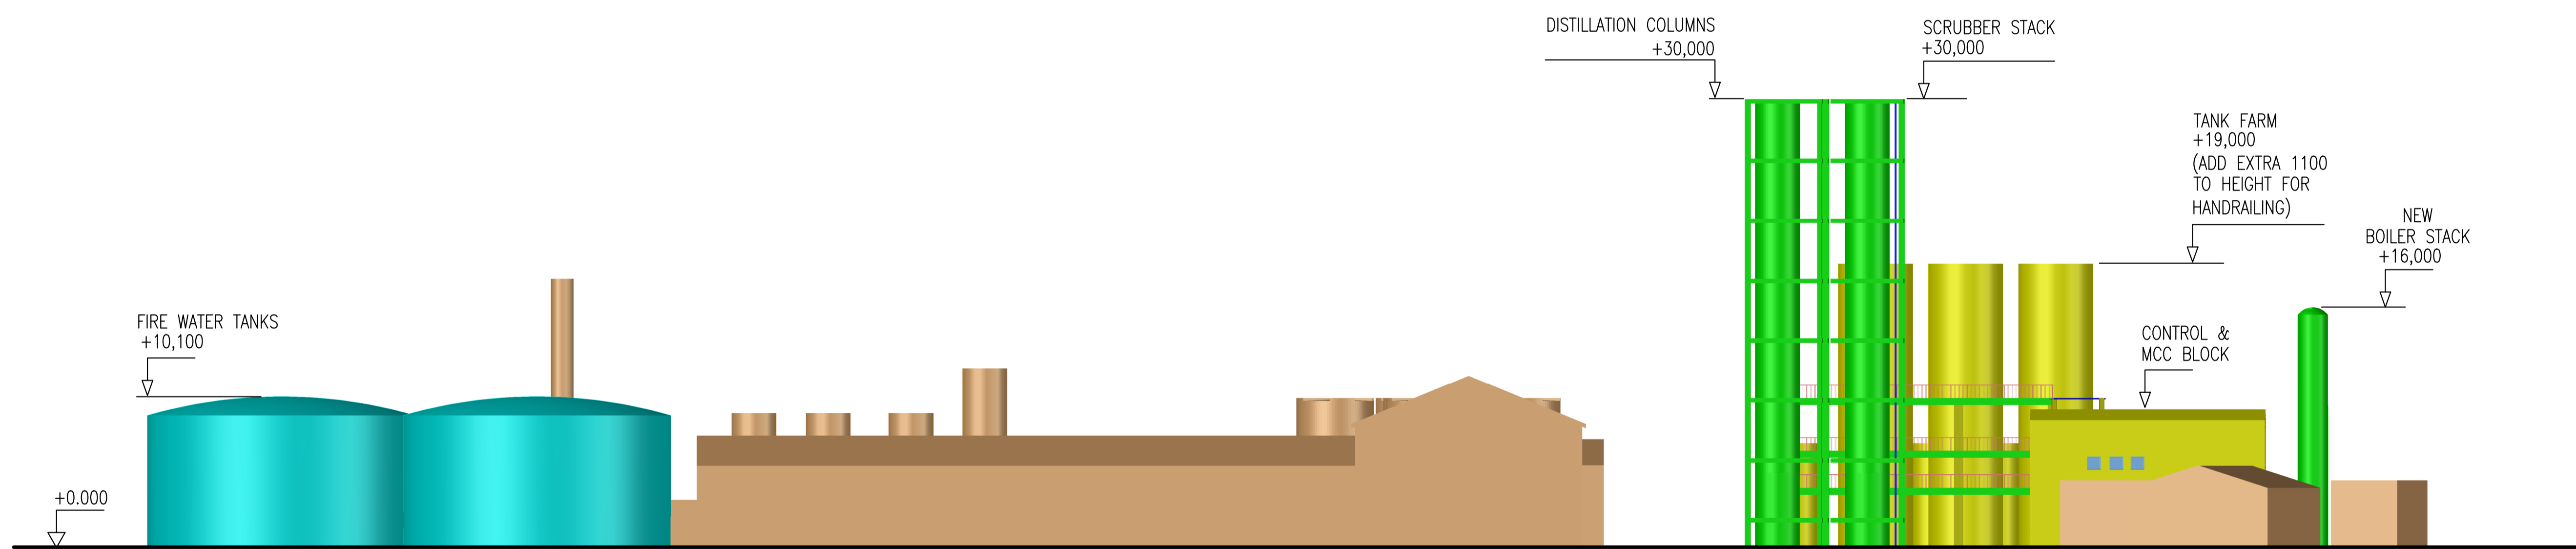 DISTILLATION COLUMNS
+30,000
SCRUBBER STACK
+30,000
TANK FARM
+19,000
(ADD EXTRA 1100
TO HEIGHT FOR
HANDRAILING)
NEW
BOILER STACK
+16,000
FIRE WATER TANKS
+10,100
CONTROL &
MCC BLOCK
+0.000